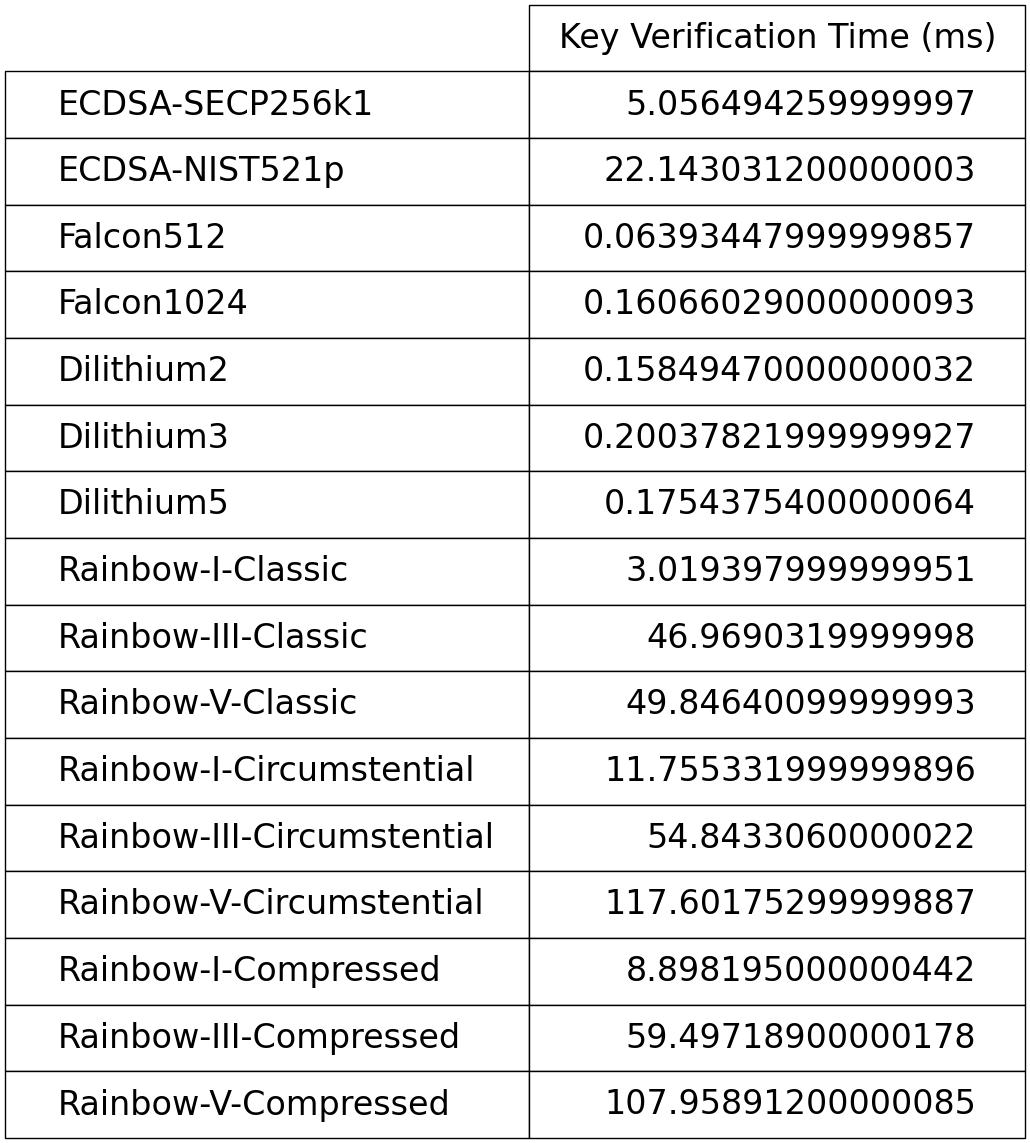 Key Verification Time (ms)
ECDSA-SECP256k1 5.056494259999997
ECDSA-NIST521p 22.143031200000003
Falcon512 0.06393447999999857
Falcon1024 0.16066029000000093
Dilithium2 0.15849470000000032
Dilithium3 0.20037821999999927
Dilithium5 0.1754375400000064
Rainbow-I-Classic 3.019397999999951
Rainbow-III-Classic 46.9690319999998
Rainbow-V-Classic 49.84640099999993
Rainbow-I-Circumstential 11.755331999999896
Rainbow-III-Circumstential 54.8433060000022
Rainbow-V-Circumstential 117.60175299999887
Rainbow-I-Compressed 8.898195000000442
Rainbow-III-Compressed 59.49718900000178
Rainbow-V-Compressed 107.95891200000085